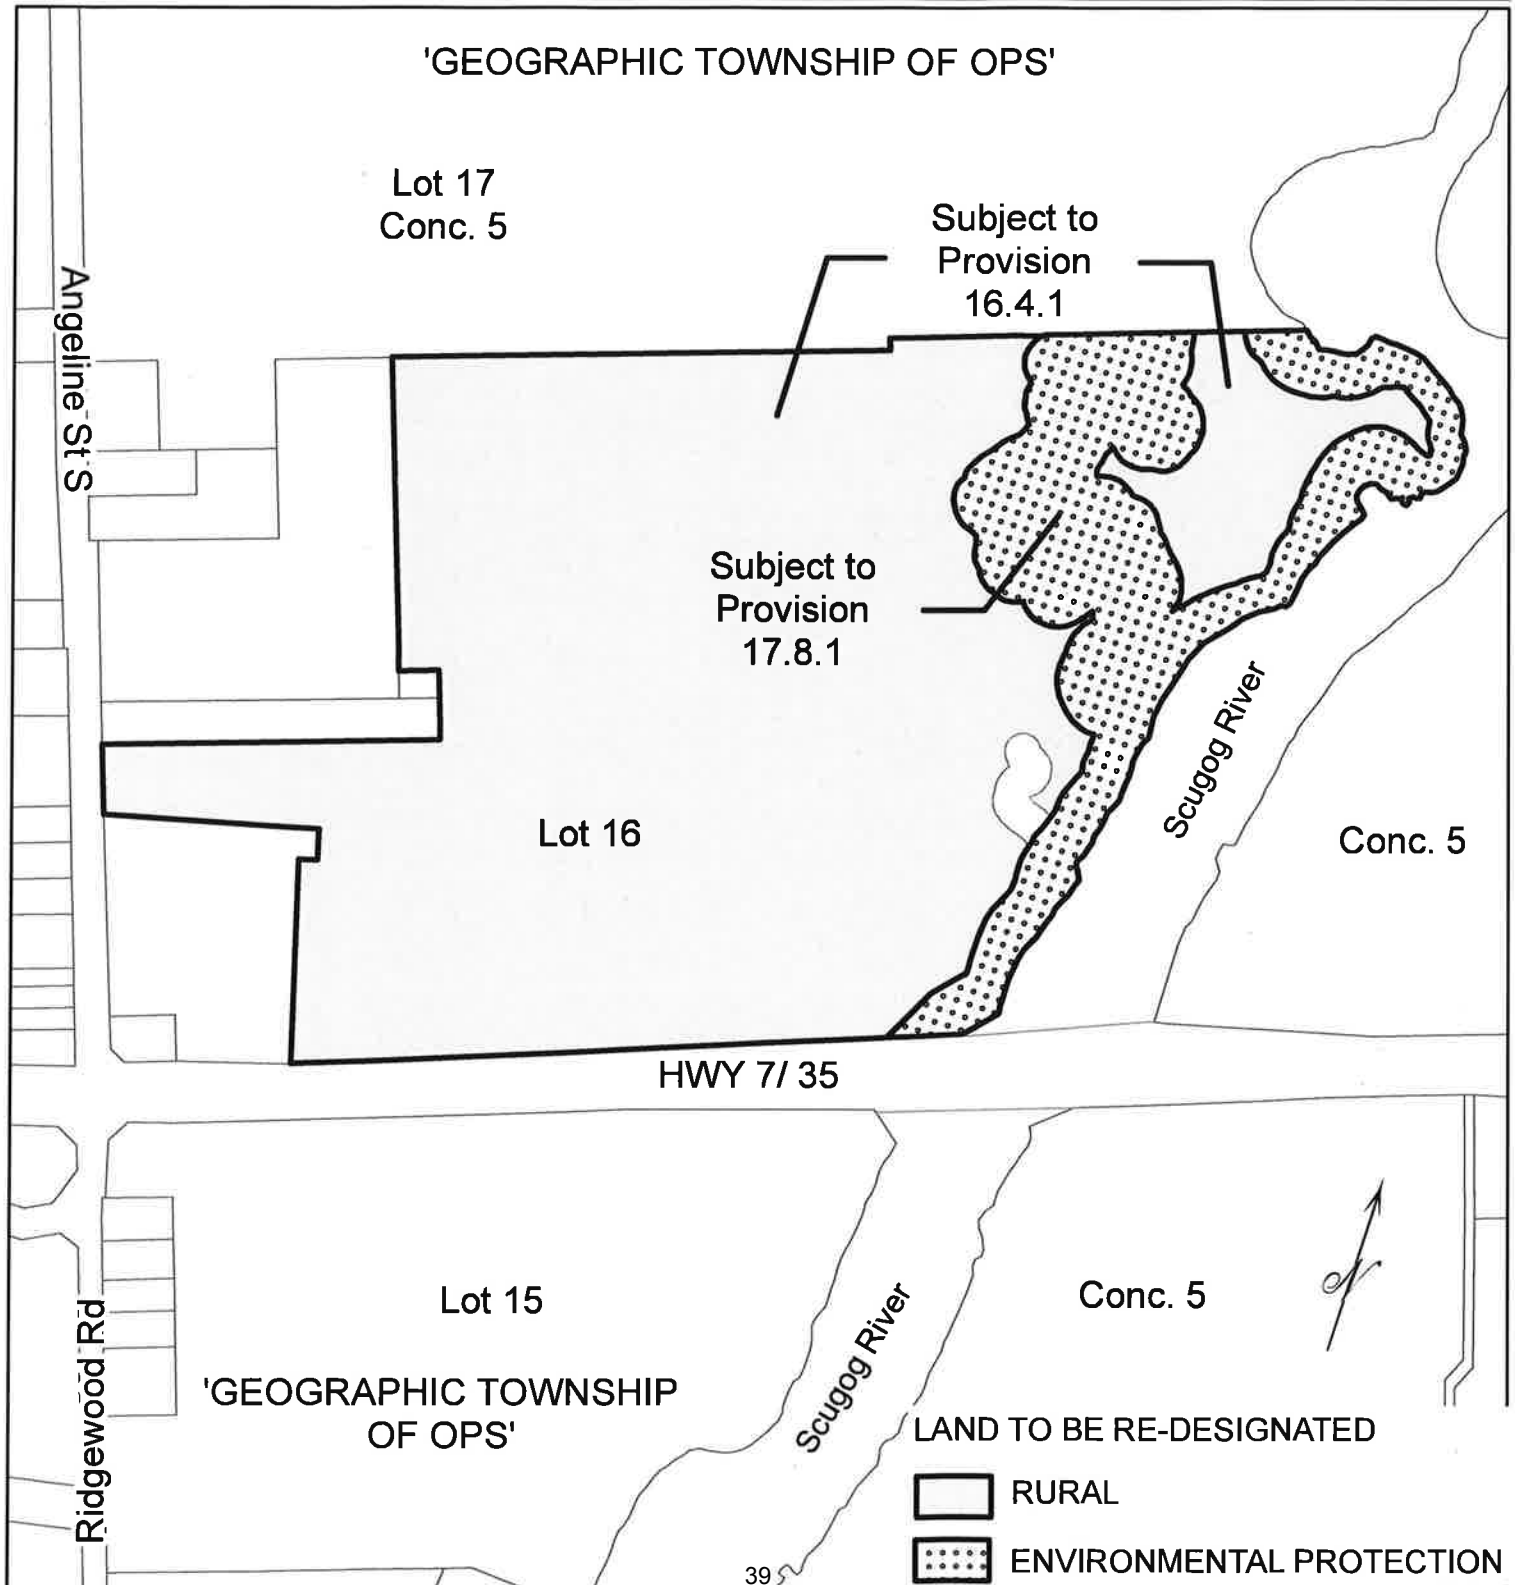 'GEOGRAPHIC TOWNSHIP OF OPS'
Lot 17
Conc. 5
Subject to
Provision
16.4.1
Angeline St S
Subject to
Provision
17.8.1
Scugog River
Lot 16
Conc. 5
HWY 7/ 35
Ridgewood Rd
Lot 15
'GEOGRAPHIC TOWNSHIP
OF OPS'
Scugog River
Conc. 5
N
LAND TO BE RE-DESIGNATED
RURAL
ENVIRONMENTAL PROTECTION
39